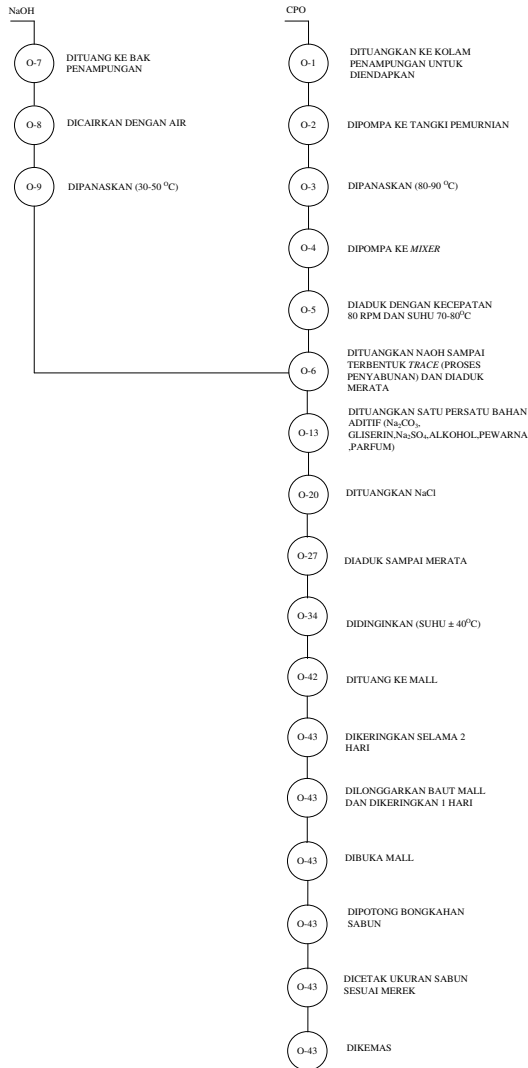 NaOH
O-7
DITUANG KE BAK
PENAMPUNGAN
O-8
DICAIRKAN DENGAN AIR
O-9
DIPANASKAN (30-50 ⁰C)
CPO
O-1
DITUANGKAN KE KOLAM
PENAMPUNGAN UNTUK
DIENDAPKAN
O-2
DIPOMPA KE TANGKI PEMURNIAN
O-3
DIPANASKAN (80-90 ⁰C)
O-4
DIPOMPA KE MIXER
O-5
DIADUK DENGAN KECEPATAN
80 RPM DAN SUHU 70-80⁰C
O-6
DITUANGKAN NAOH SAMPAI
TERBENTUK TRACE (PROSES
PENYABUNAN) DAN DIADUK
MERATA
O-13
DITUANGKAN SATU PERSATU BAHAN
ADITIF (Na₂CO₃,
GLISERIN,Na₂SO₄,ALKOHOL,PEWARNA
,PARFUM)
O-20
DITUANGKAN NaCl
O-27
DIADUK SAMPAI MERATA
O-34
DIDINGINKAN (SUHU ± 40⁰C)
O-42
DITUANG KE MALL
O-43
DIKERINGKAN SELAMA 2
HARI
O-43
DILONGGARKAN BAUT MALL
DAN DIKERINGKAN 1 HARI
O-43
DIBUKA MALL
O-43
DIPOTONG BONGKAHAN
SABUN
O-43
DICETAK UKURAN SABUN
SESUAI MEREK
O-43
DIKEMAS